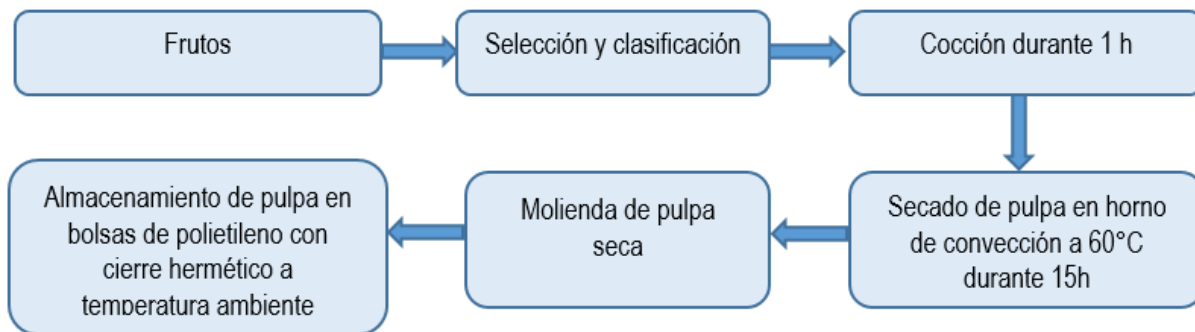 Frutos
Selección y clasificación
Cocción durante 1 h
Secado de pulpa en horno
de convección a 60°C
durante 15h
Molienda de pulpa
seca
Almacenamiento de pulpa en
bolsas de polietileno con
cierre hermético a
temperatura ambiente